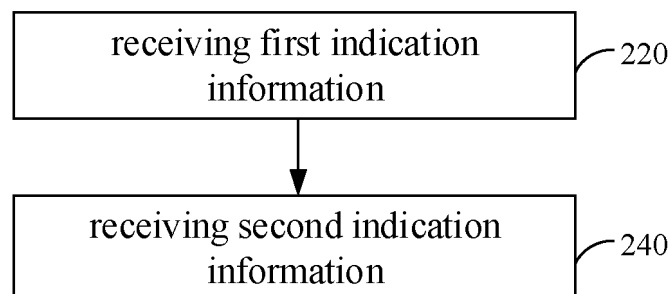 receiving first indication
information
220
receiving second indication
information
240